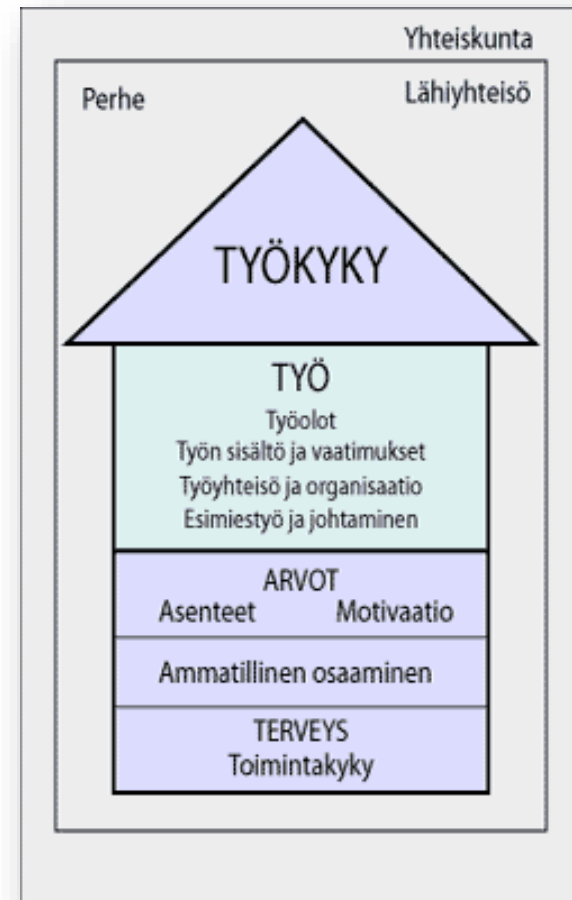 Yhteiskunta
Perhe
Lähiyhteisö
TYÖKYKY
TYÖ
Työolot
Työn sisältö ja vaatimukset
Työyhteisö ja organisaatio
Esimiestyö ja johtaminen
ARVOT
Asenteet Motivaatio
Ammatillinen osaaminen
TERVEYS
Toimintakyky